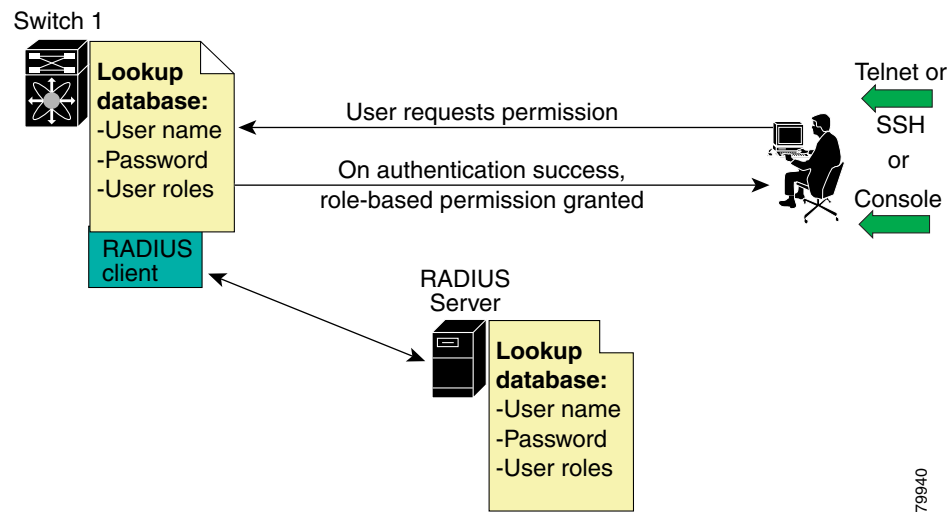 Switch 1
Lookup
database:
-User name
-Password
-User roles
RADIUS
client
User requests permission
On authentication success,
role-based permission granted
Telnet or
SSH
or
Console
RADIUS
Server
Lookup
database:
-User name
-Password
-User roles
79940